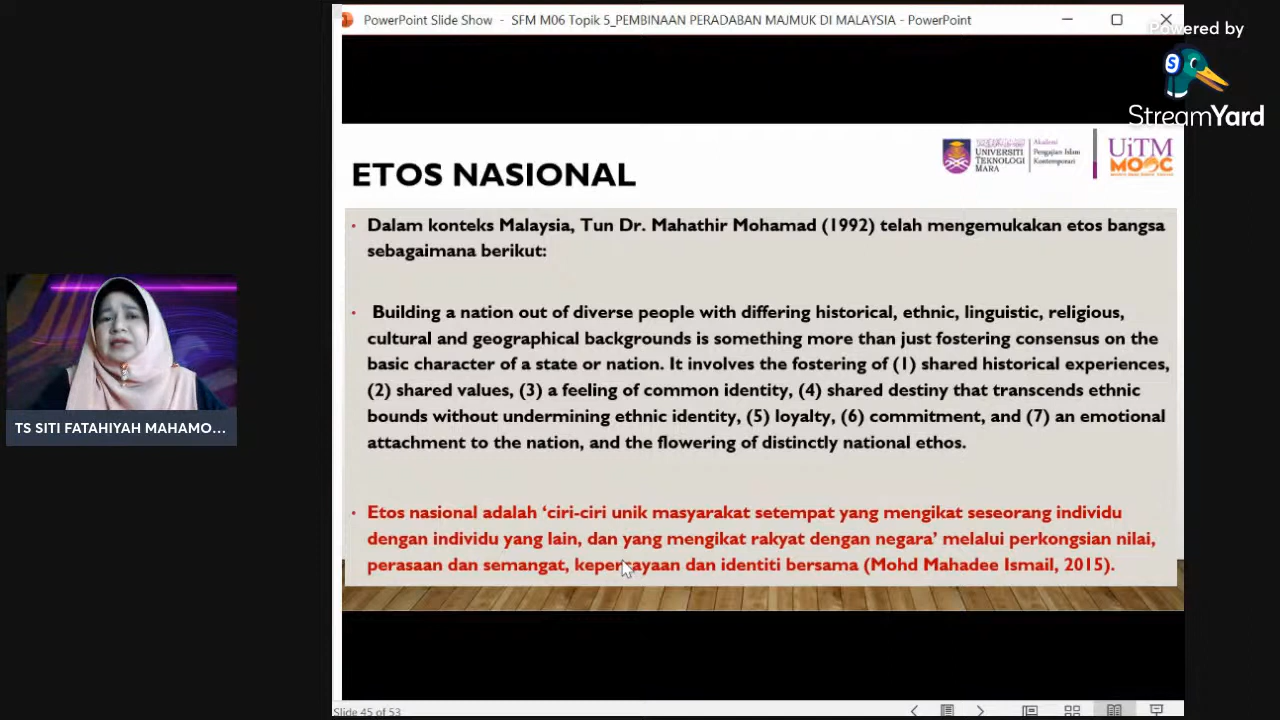 PowerPoint Slide Show - SFM M06 Topik 5_PEMBINAAN PERADABAN MAJMUK DI MALAYSIA - PowerPoint
Powered by
StreamYard
ETOS NASIONAL
UNIVERSITI
TEKNOLOGI
MARA
Akademi
Pengajian Islam
Kontemporari
UiTM
MOOC
• Dalam konteks Malaysia, Tun Dr. Mahathir Mohamad (1992) telah mengemukakan etos bangsa
sebagaimana berikut:
• Building a nation out of diverse people with differing historical, ethnic, linguistic, religious,
cultural and geographical backgrounds is something more than just fostering consensus on the
basic character of a state or nation. It involves the fostering of (1) shared historical experiences,
(2) shared values, (3) a feeling of common identity, (4) shared destiny that transcends ethnic
bounds without undermining ethnic identity, (5) loyalty, (6) commitment, and (7) an emotional
attachment to the nation, and the flowering of distinctly national ethos.
• Etos nasional adalah ‘ciri-ciri unik masyarakat setempat yang mengikat seseorang individu
dengan individu yang lain, dan yang mengikat rakyat dengan negara’ melalui perkongsian nilai,
perasaan dan semangat, kepercayaan dan identiti bersama (Mohd Mahadee Ismail, 2015).
TS SITI FATAHIYAH MAHAMO...
Slide 45 of 53